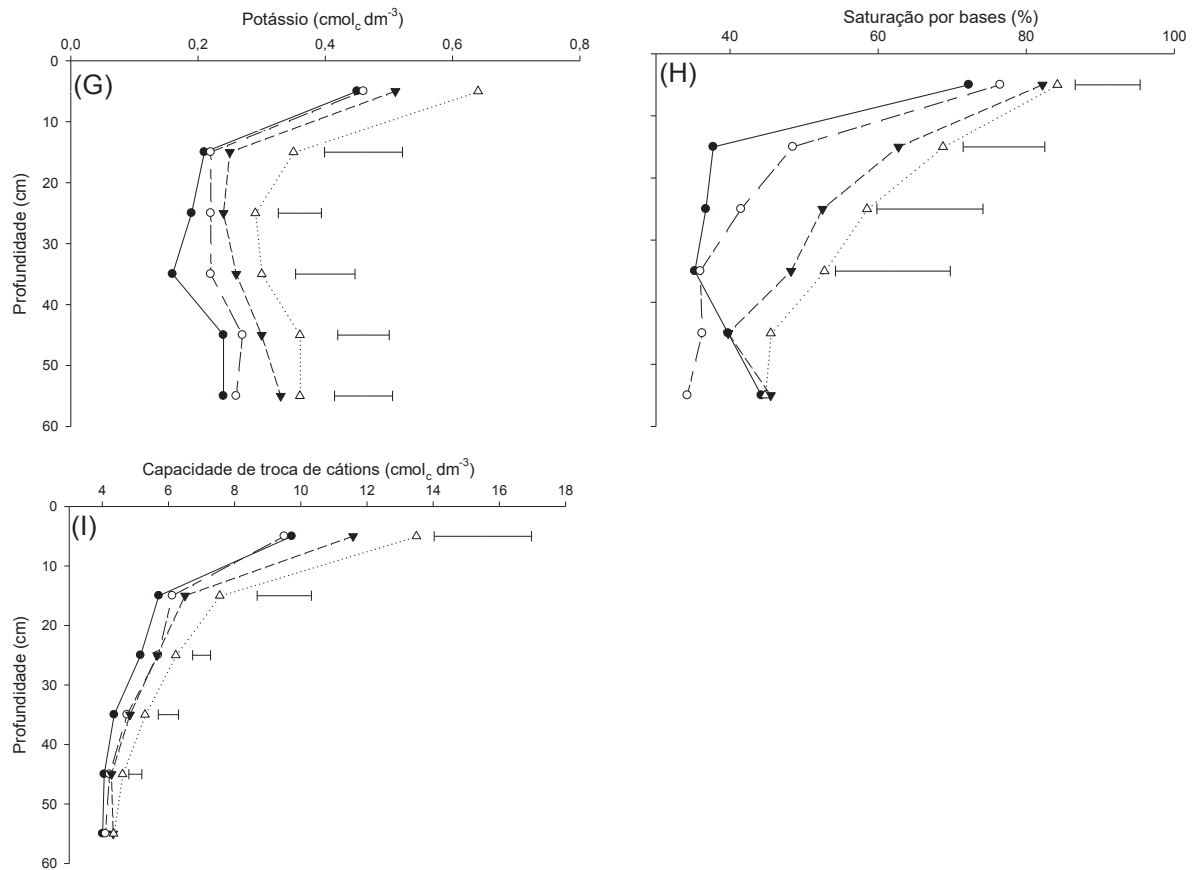 Potássio (cmolc dm-3)
0,0 0,2 0,4 0,6 0,8
(G)
Profundidade (cm)
0
10
20
30
40
50
60
Saturação por bases (%)
40 60 80 100
(H)
Capacidade de troca de cátions (cmolc dm-3)
4 6 8 10 12 14 16 18
(I)
Profundidade (cm)
0
10
20
30
40
50
60